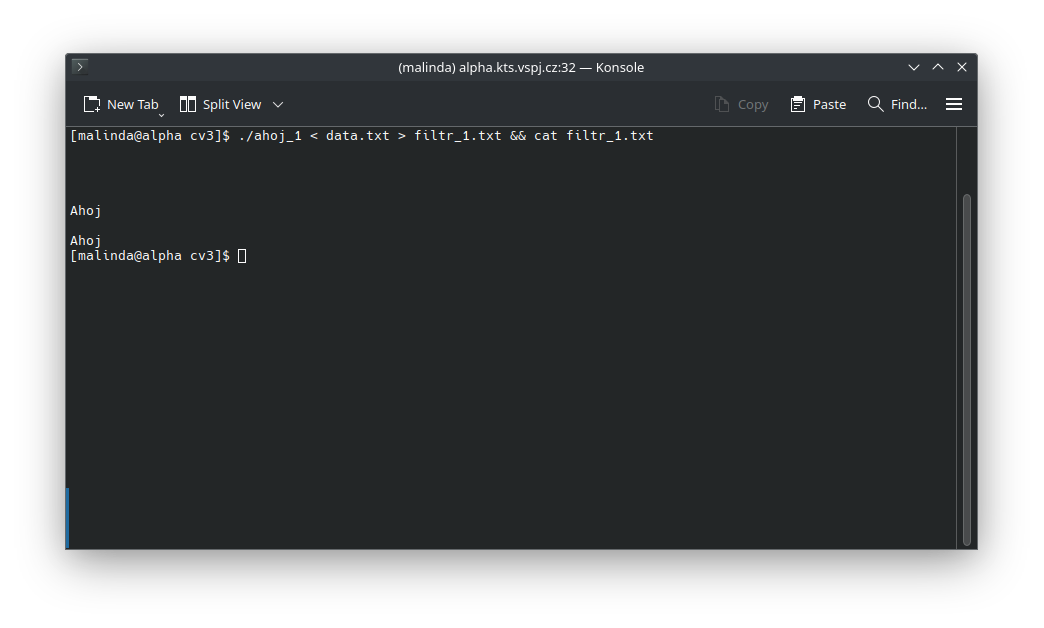 (malinda) alpha.kts.vspj.cz:32 — Konsole
New Tab Split View Copy Paste Find...
[malinda@alpha cv3]$ ./ahoj_1 < data.txt > filtr_1.txt && cat filtr_1.txt
Ahoj
Ahoj
[malinda@alpha cv3]$